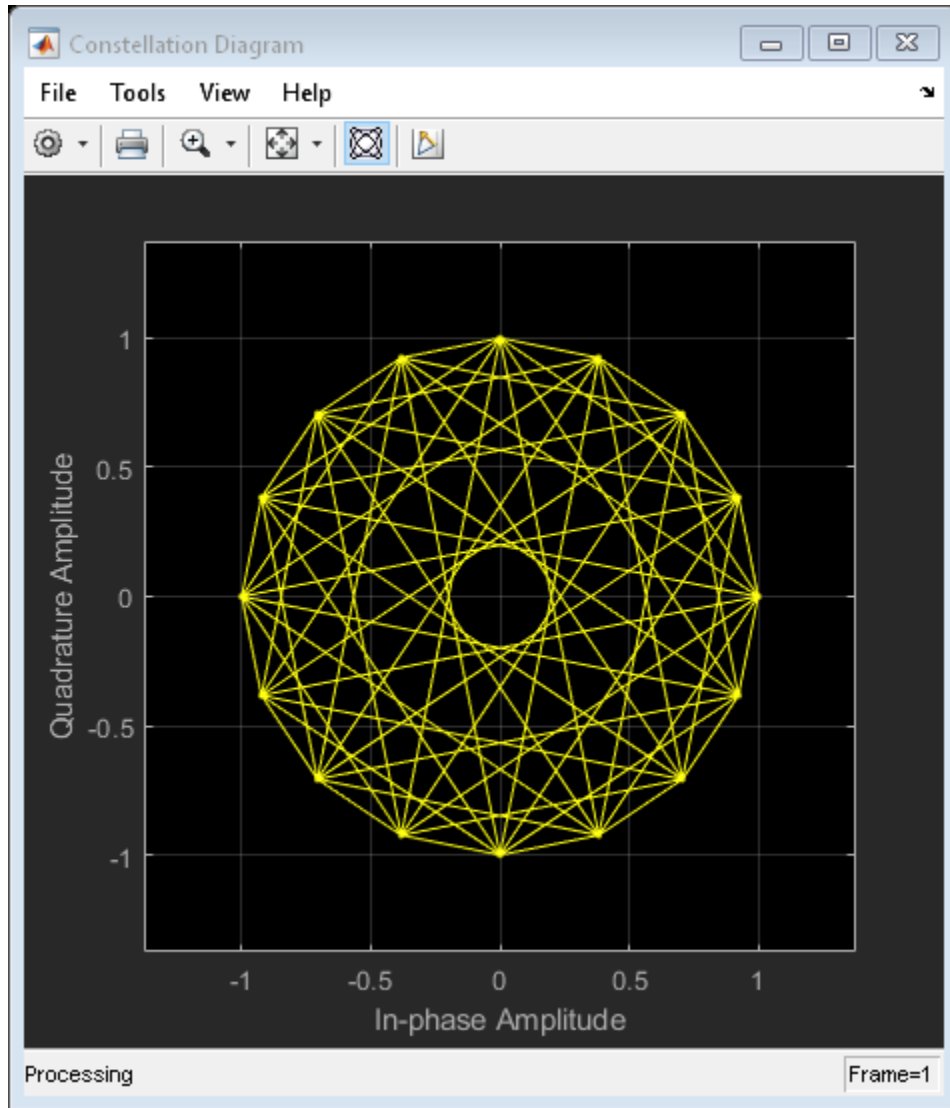 Constellation Diagram
File Tools View Help
1
0.5
0
-0.5
-1
Quadrature Amplitude
-1 -0.5 0 0.5 1
In-phase Amplitude
Processing Frame=1